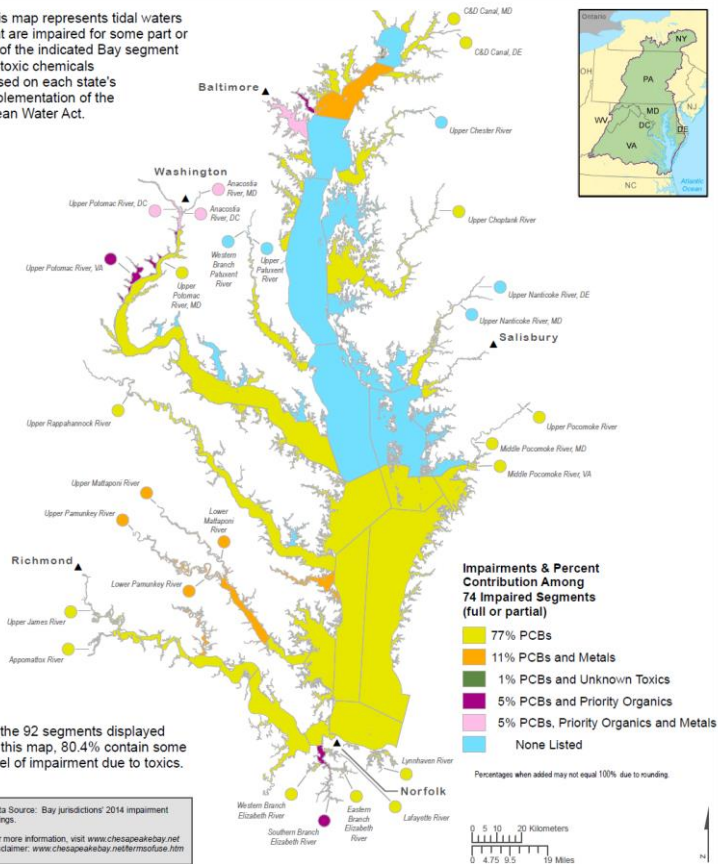 is map represents tidal waters
at are impaired for some part or
of the indicated Bay segment
toxic chemicals
sed on each state's
plementation of the
ean Water Act.
C&D Canal, MD
C&D Canal, DE
Baltimore
Upper Chester River
Washington
Anacostia
River, MD
Upper Potomac River, DC
Anacostia
River, DC
Upper Choptank River
Western
Branch
Patuxent
River
Upper
Patuxent
River
Upper Potomac River, VA
Upper
Potomac
River, MD
Upper Nanticoke River, DE
Upper Nanticoke River, MD
Salisbury
Upper Rappahannock River
Upper Pocomoke River
Middle Pocomoke River, MD
Middle Pocomoke River, VA
Upper Mattaponi River
Upper Pamunkey River
Lower
Mattaponi
River
Richmond
Lower Pamunkey River
Upper James River
Appomattox River
Ontario
NY
OH
PA
NJ
WV
MD
DC
DE
VA
NC
Atlantic
Ocean
Impairments & Percent
Contribution Among
74 Impaired Segments
(full or partial)
77% PCBs
11% PCBs and Metals
1% PCBs and Unknown Toxics
5% PCBs and Priority Organics
5% PCBs, Priority Organics and Metals
None Listed
Percentages when added may not equal 100% due to rounding.
the 92 segments displayed
this map, 80.4% contain some
vel of impairment due to toxics.
Lynnhaven River
Norfolk
Lafayette River
Western Branch
Elizabeth River
Eastern
Branch
Elizabeth
River
Southern Branch
Elizabeth River
ta Source: Bay jurisdictions' 2014 impairment
ings.
r more information, visit www.chesapeakebay.net
sclaimer: www.chesapeakebay.net/termsofuse.htm
0 5 10 20 Kilometers
0 4.75 9.5 19 Miles
N